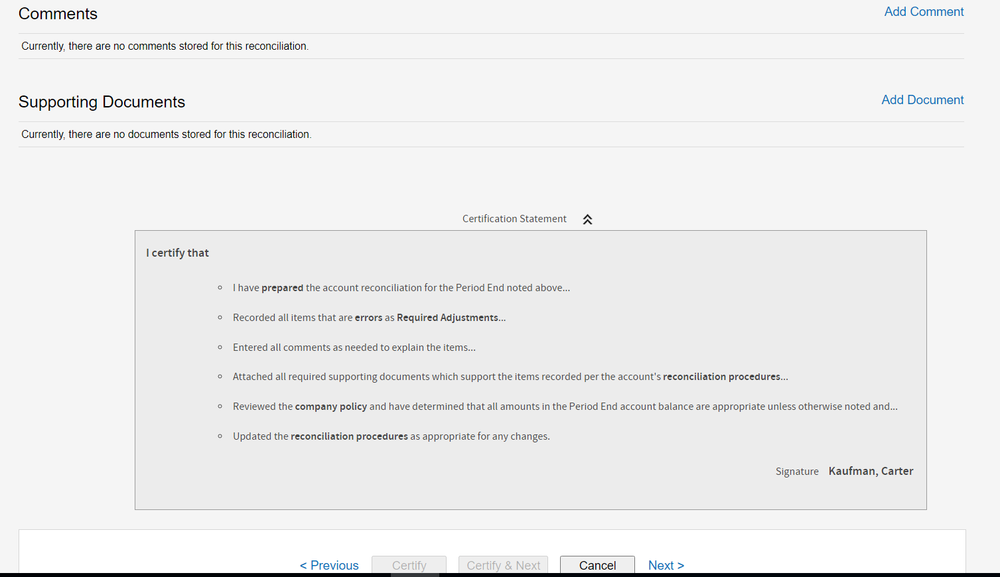 Comments
Add Comment
Currently, there are no comments stored for this reconciliation.
Supporting Documents
Add Document
Currently, there are no documents stored for this reconciliation.
Certification Statement
I certify that
I have prepared the account reconciliation for the Period End noted above...
Recorded all items that are errors as Required Adjustments...
Entered all comments as needed to explain the items...
Attached all required supporting documents which support the items recorded per the account's reconciliation procedures...
Reviewed the company policy and have determined that all amounts in the Period End account balance are appropriate unless otherwise noted and...
Updated the reconciliation procedures as appropriate for any changes.
Signature Kaufman, Carter
< Previous Certify Certify & Next Cancel Next >